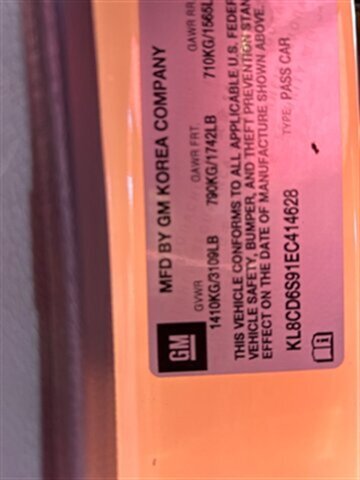 MFD BY GM KOREA COMPANY
GVWR GAWR FRT. GAWR RR
1410KG/3109LB 790KG/1742LB 710KG/1565L
GM
THIS VEHICLE CONFORMS TO ALL APPLICABLE U.S. FEDER
VEHICLE SAFETY, BUMPER, AND THEFT PREVENTION STAN
EFFECT ON THE DATE OF MANUFACTURE SHOWN ABOVE.
KL8CD6S91EC414628 TYPE: PASS CAR